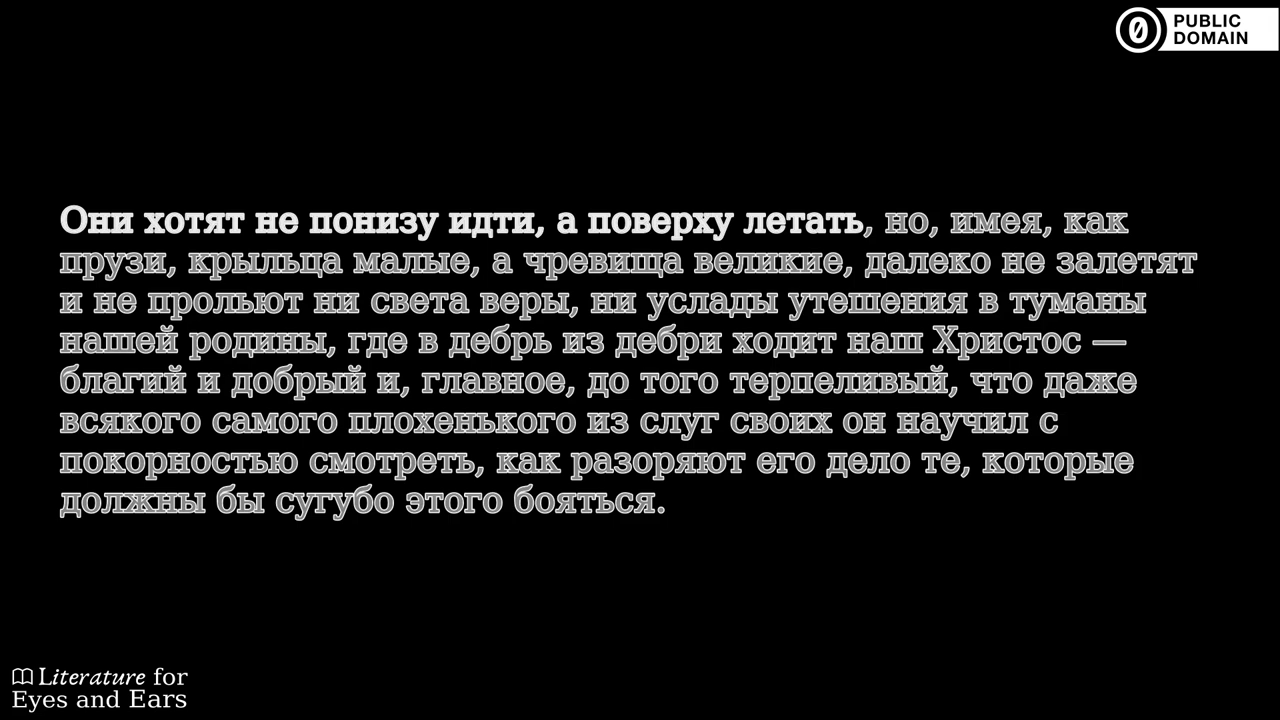 PUBLIC
DOMAIN
Они хотят не понизу идти, а поверху летать, но, имея, как
прузи, крыльца малые, а чревища великие, далеко не залетят
и не прольют ни света веры, ни услады утешения в туманы
нашей родины, где в дебрь из дебри ходит наш Христос —
благий и добрый и, главное, до того терпеливый, что даже
всякого самого плохенького из слуг своих он научил с
покорностью смотреть, как разоряют его дело те, которые
должны бы сугубо этого бояться.
Literature for
Eyes and Ears